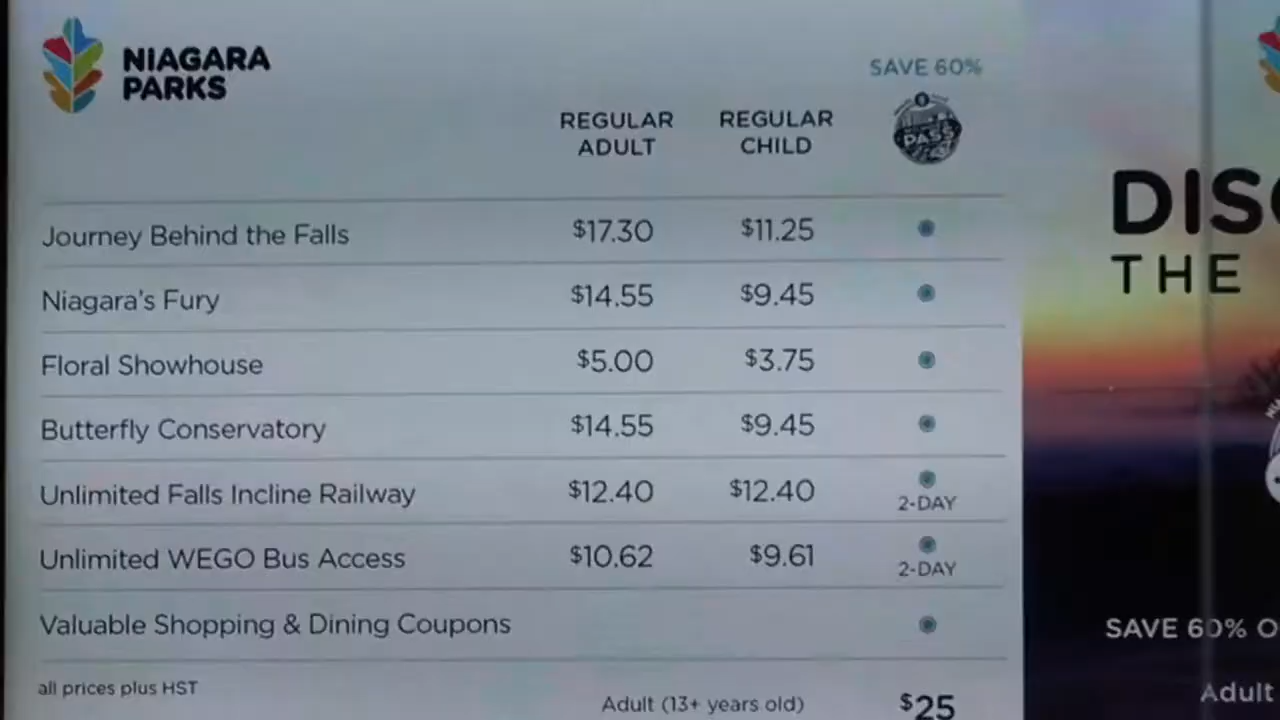 NIAGARA
PARKS
SAVE 60%
REGULAR
ADULT
REGULAR
CHILD
PASS
Journey Behind the Falls $17.30 $11.25
Niagara's Fury $14.55 $9.45
Floral Showhouse $5.00 $3.75
Butterfly Conservatory $14.55 $9.45
Unlimited Falls Incline Railway $12.40 $12.40 2-DAY
Unlimited WEGO Bus Access $10.62 $9.61 2-DAY
Valuable Shopping & Dining Coupons
all prices plus HST
Adult (13+ years old) $25
DISC
THE
SAVE 60% O
Adult